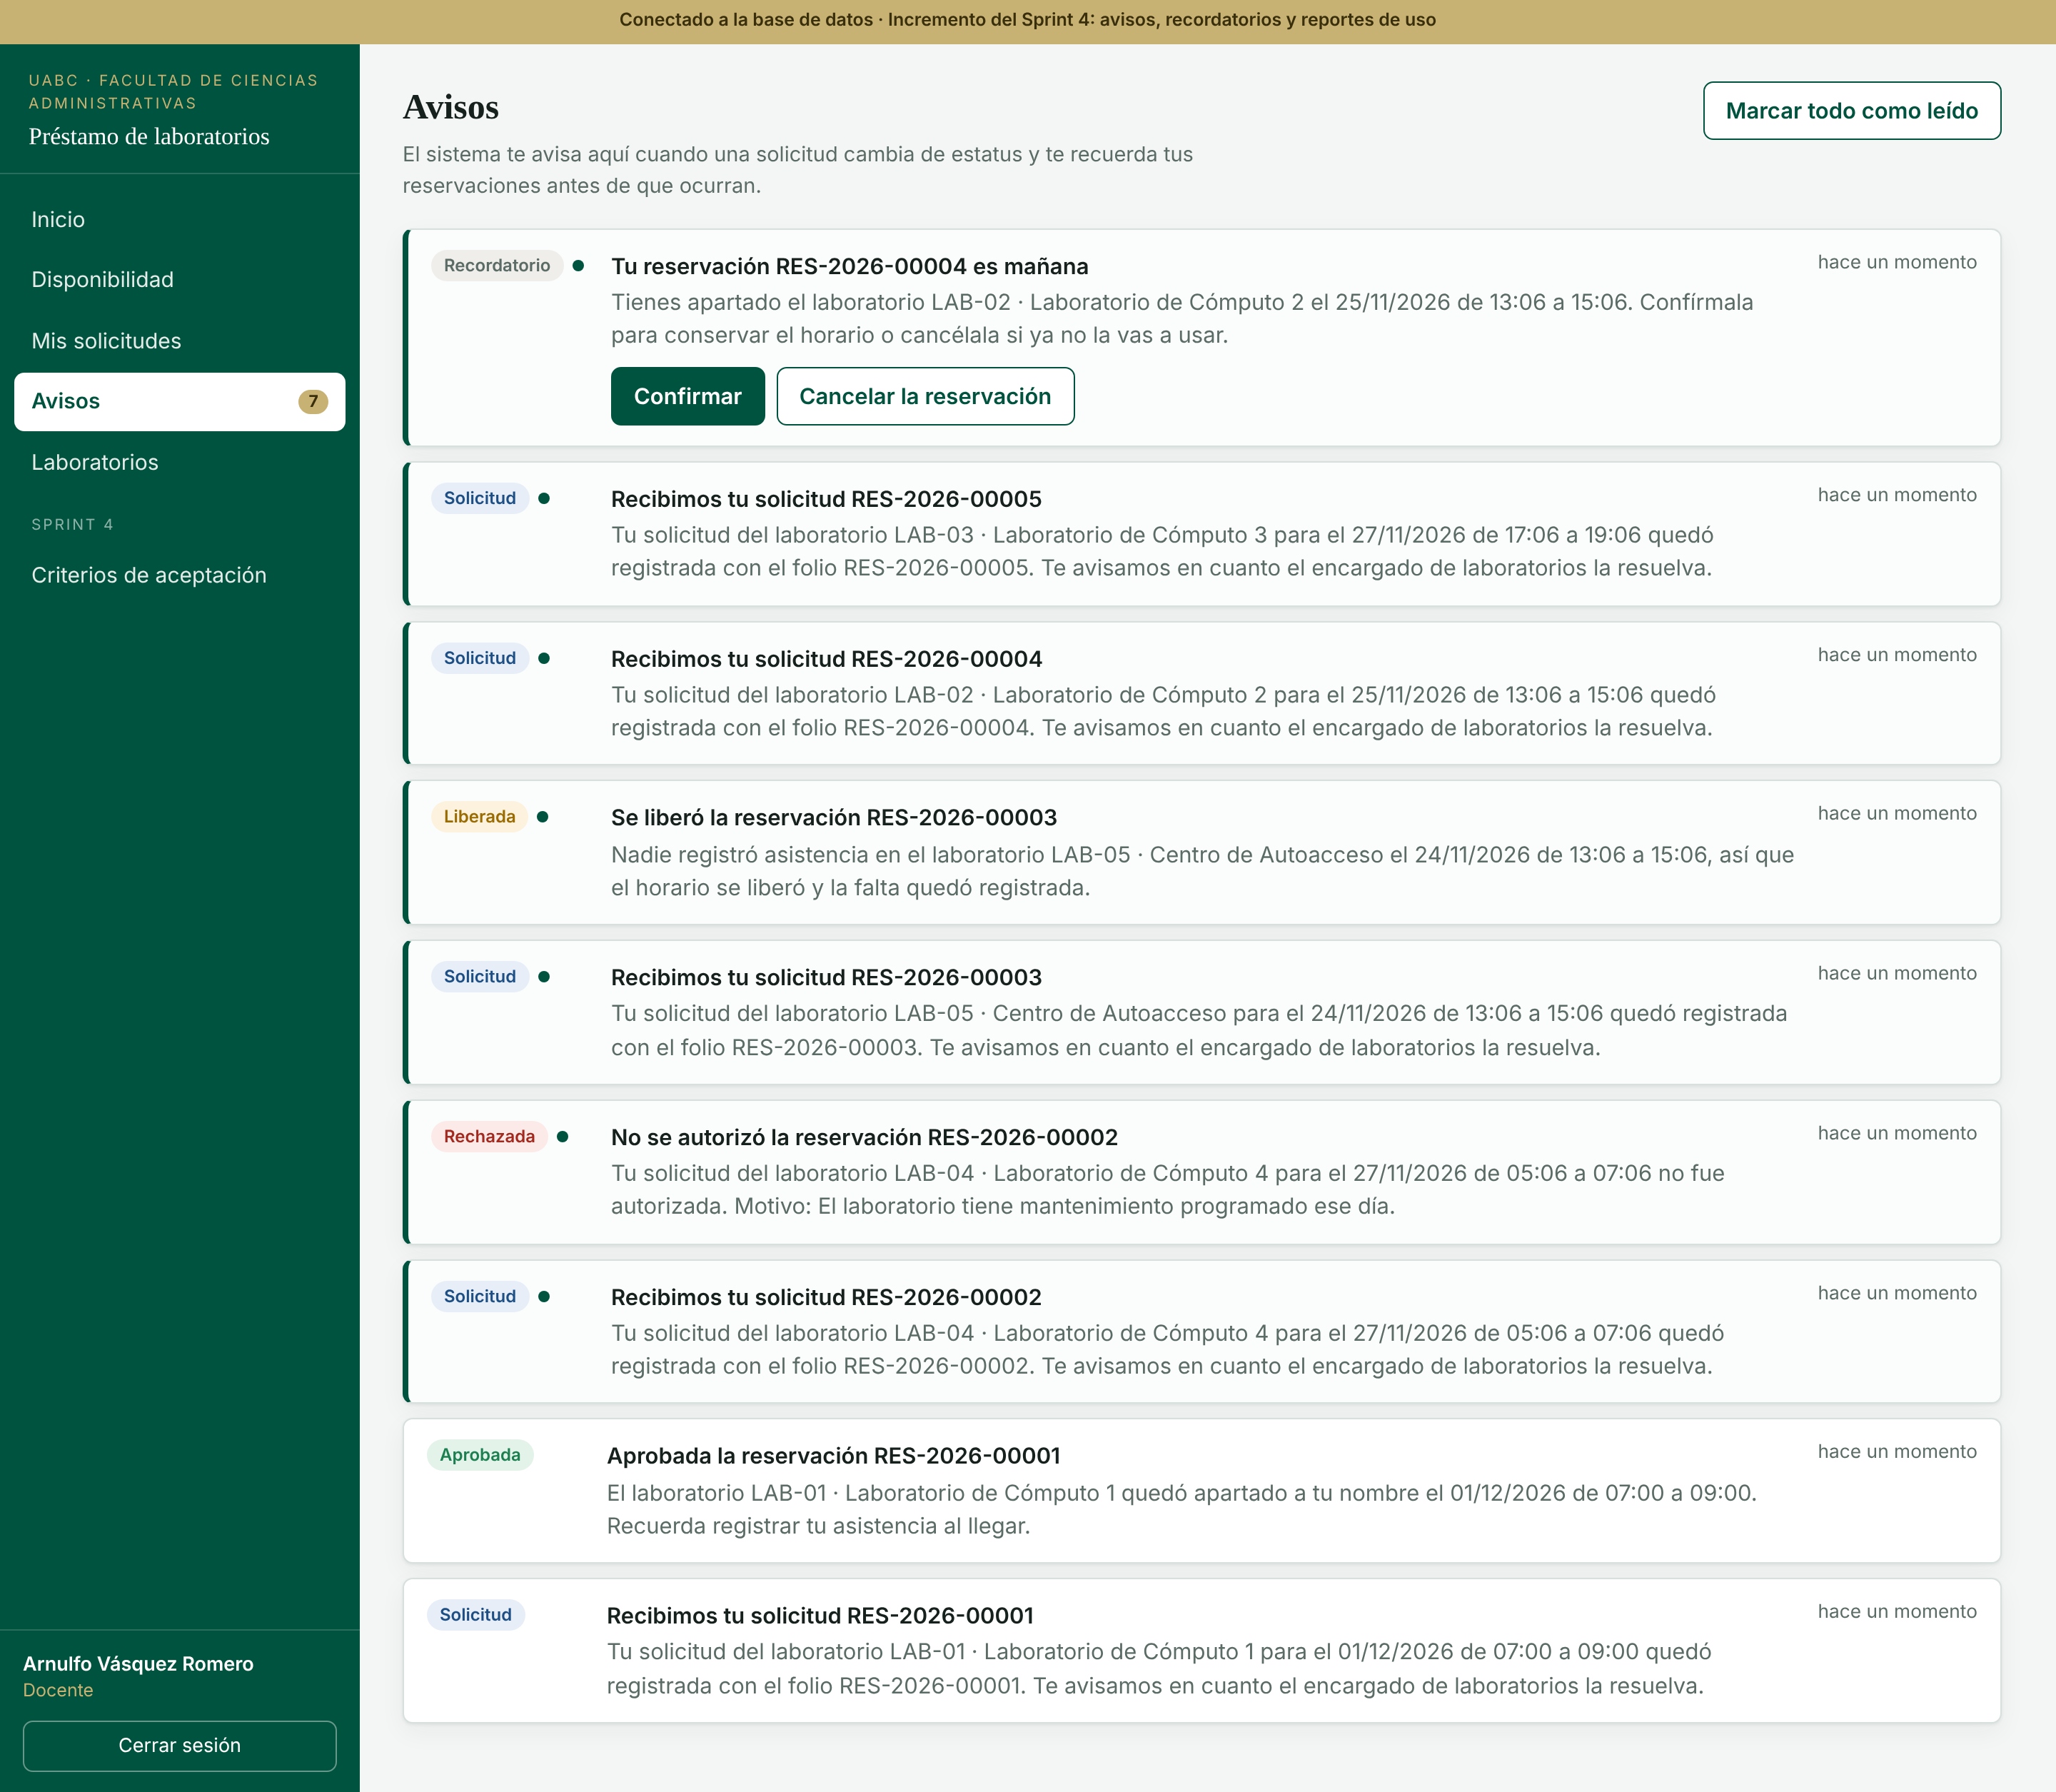 Conectado a la base de datos · Incremento del Sprint 4: avisos, recordatorios y reportes de uso
UABC · FACULTAD DE CIENCIAS
ADMINISTRATIVAS
Préstamo de laboratorios
Inicio
Disponibilidad
Mis solicitudes
Avisos 7
Laboratorios
SPRINT 4
Criterios de aceptación
Arnulfo Vásquez Romero
Docente
Cerrar sesión
Avisos
Marcar todo como leído
El sistema te avisa aquí cuando una solicitud cambia de estatus y te recuerda tus
reservaciones antes de que ocurran.
Recordatorio Tu reservación RES-2026-00004 es mañana hace un momento
Tienes apartado el laboratorio LAB-02 · Laboratorio de Cómputo 2 el 25/11/2026 de 13:06 a 15:06. Confírmala
para conservar el horario o cancélala si ya no la vas a usar.
Confirmar Cancelar la reservación
Solicitud Recibimos tu solicitud RES-2026-00005 hace un momento
Tu solicitud del laboratorio LAB-03 · Laboratorio de Cómputo 3 para el 27/11/2026 de 17:06 a 19:06 quedó
registrada con el folio RES-2026-00005. Te avisamos en cuanto el encargado de laboratorios la resuelva.
Solicitud Recibimos tu solicitud RES-2026-00004 hace un momento
Tu solicitud del laboratorio LAB-02 · Laboratorio de Cómputo 2 para el 25/11/2026 de 13:06 a 15:06 quedó
registrada con el folio RES-2026-00004. Te avisamos en cuanto el encargado de laboratorios la resuelva.
Liberada Se liberó la reservación RES-2026-00003 hace un momento
Nadie registró asistencia en el laboratorio LAB-05 · Centro de Autoacceso el 24/11/2026 de 13:06 a 15:06, así que
el horario se liberó y la falta quedó registrada.
Solicitud Recibimos tu solicitud RES-2026-00003 hace un momento
Tu solicitud del laboratorio LAB-05 · Centro de Autoacceso para el 24/11/2026 de 13:06 a 15:06 quedó registrada
con el folio RES-2026-00003. Te avisamos en cuanto el encargado de laboratorios la resuelva.
Rechazada No se autorizó la reservación RES-2026-00002 hace un momento
Tu solicitud del laboratorio LAB-04 · Laboratorio de Cómputo 4 para el 27/11/2026 de 05:06 a 07:06 no fue
autorizada. Motivo: El laboratorio tiene mantenimiento programado ese día.
Solicitud Recibimos tu solicitud RES-2026-00002 hace un momento
Tu solicitud del laboratorio LAB-04 · Laboratorio de Cómputo 4 para el 27/11/2026 de 05:06 a 07:06 quedó
registrada con el folio RES-2026-00002. Te avisamos en cuanto el encargado de laboratorios la resuelva.
Aprobada Aprobada la reservación RES-2026-00001 hace un momento
El laboratorio LAB-01 · Laboratorio de Cómputo 1 quedó apartado a tu nombre el 01/12/2026 de 07:00 a 09:00.
Recuerda registrar tu asistencia al llegar.
Solicitud Recibimos tu solicitud RES-2026-00001 hace un momento
Tu solicitud del laboratorio LAB-01 · Laboratorio de Cómputo 1 para el 01/12/2026 de 07:00 a 09:00 quedó
registrada con el folio RES-2026-00001. Te avisamos en cuanto el encargado de laboratorios la resuelva.